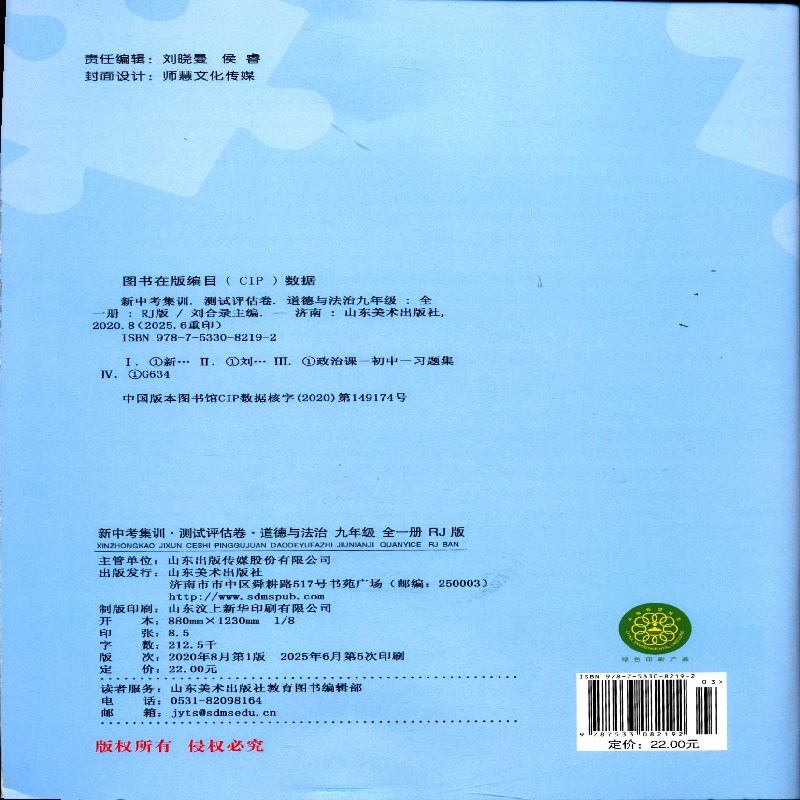 责任编辑：刘晓曼 侯 睿
封面设计：师慧文化传媒
图书在版编目（CIP）数据
新中考集训．测试评估卷．道德与法治九年级：全
一册：RJ版 / 刘合录主编．— 济南：山东美术出版社，
2020.8(2025.6重印)
ISBN 978-7-5330-8219-2
Ⅰ．①新… Ⅱ．①刘… Ⅲ．①政治课－初中－习题集
Ⅳ．①G634
中国版本图书馆CIP数据核字(2020)第149174号
新中考集训·测试评估卷·道德与法治 九年级 全一册 RJ 版
XINZHONGKAO JIXUN CESHI PINGGUJUAN DAODEYUFAZHI JIUNIANJI QUANYICE RJ BAN
主管单位：山东出版传媒股份有限公司
出版发行：山东美术出版社
济南市市中区舜耕路517号书苑广场（邮编：250003）
http://www.sdmspub.com
制版印刷：山东汶上新华印刷有限公司
开 本：880mm×1230mm 1/8
印 张：8.5
字 数：212.5千
版 次：2020年8月第1版 2025年6月第5次印刷
定 价：22.00元
读者服务：山东美术出版社教育图书编辑部
电 话：0531-82098164
邮 箱：jyts@sdmsedu.cn
版权所有 侵权必究
绿色印刷产品
ISBN 978-7-5330-8219-2
03>
9 787533 082192
定价：22.00元